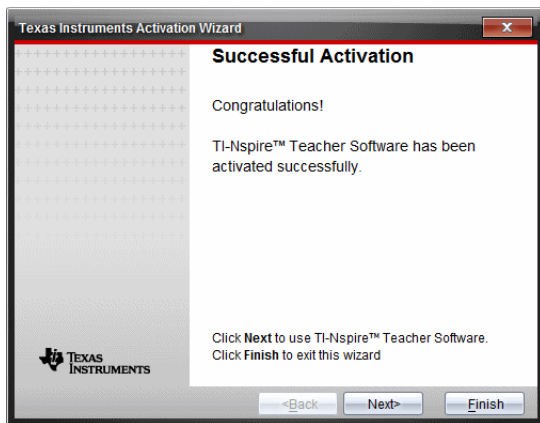 Texas Instruments Activation Wizard
X
Successful Activation
Congratulations!
TI-Nspire™ Teacher Software has been
activated successfully.
Click Next to use TI-Nspire™ Teacher Software.
Click Finish to exit this wizard
TEXAS
INSTRUMENTS
<Back Next> Finish